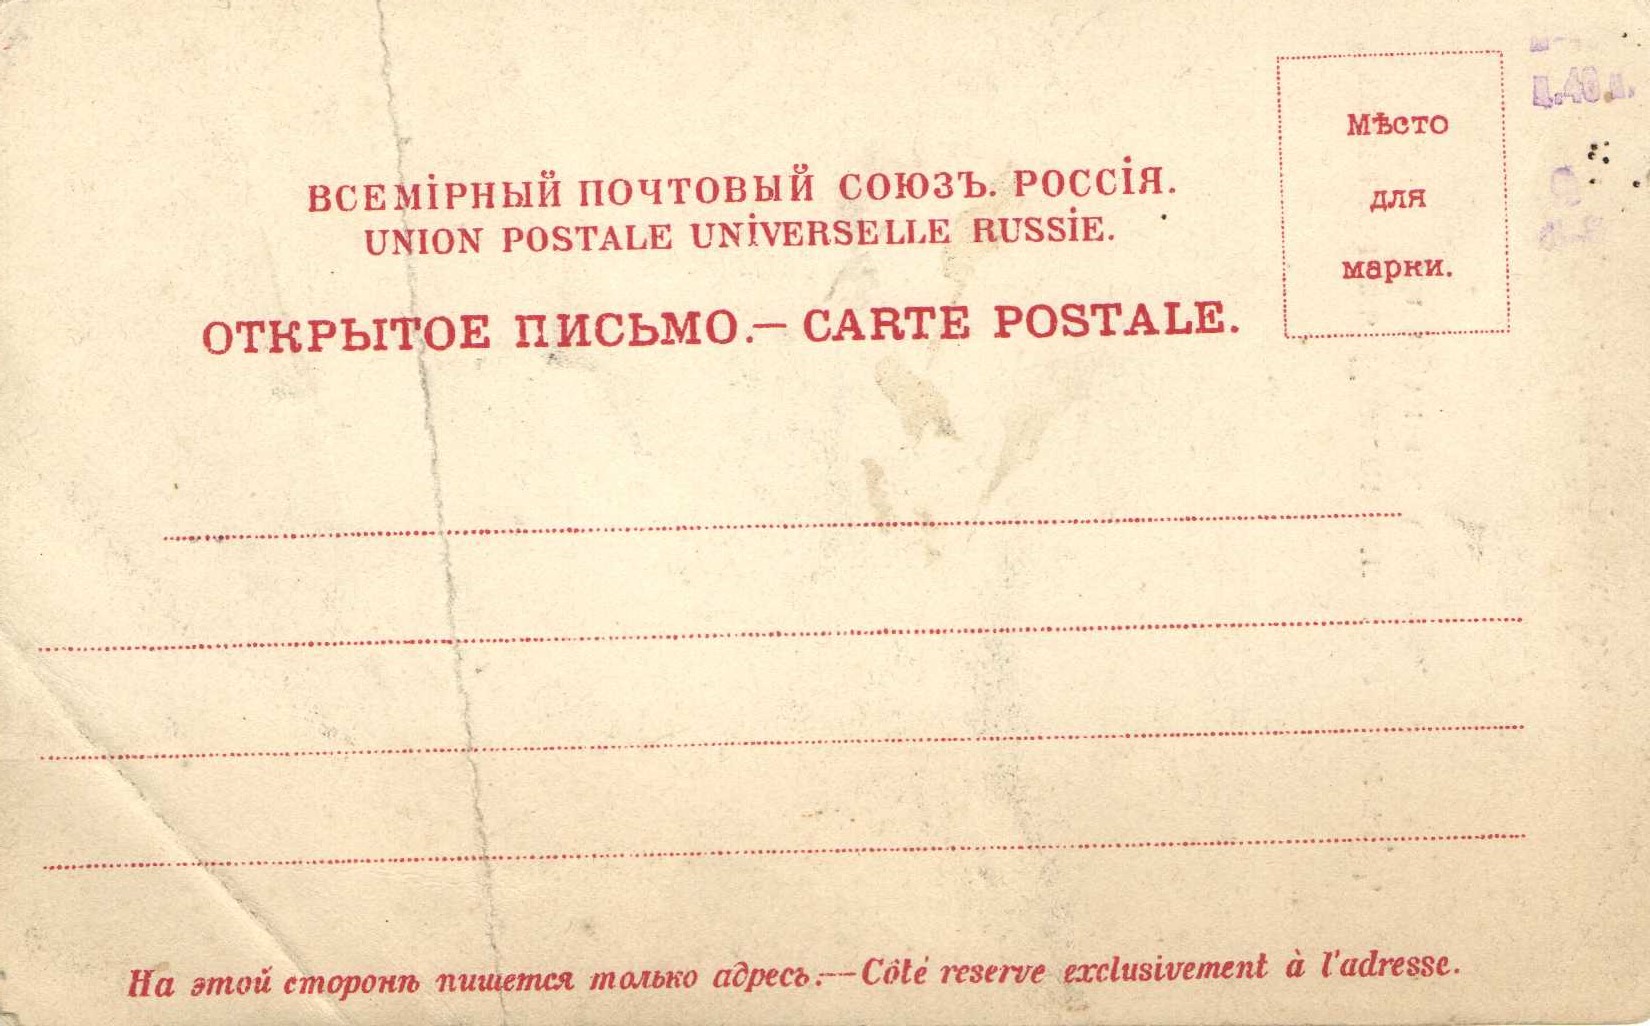 ВСЕМІРНЫЙ ПОЧТОВЫЙ СОЮЗЪ. РОССІЯ.
UNION POSTALE UNIVERSELLE RUSSIE.
ОТКРЫТОЕ ПИСЬМО.— CARTE POSTALE.
Мѣсто
для
марки.
На этой сторонѣ пишется только адресъ.—Côté reserve exclusivement à l'adresse.